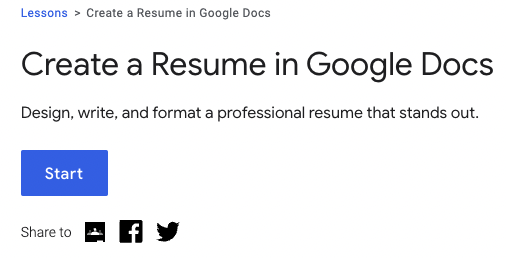 Lessons > Create a Resume in Google Docs
Create a Resume in Google Docs
Design, write, and format a professional resume that stands out.
Start
Share to